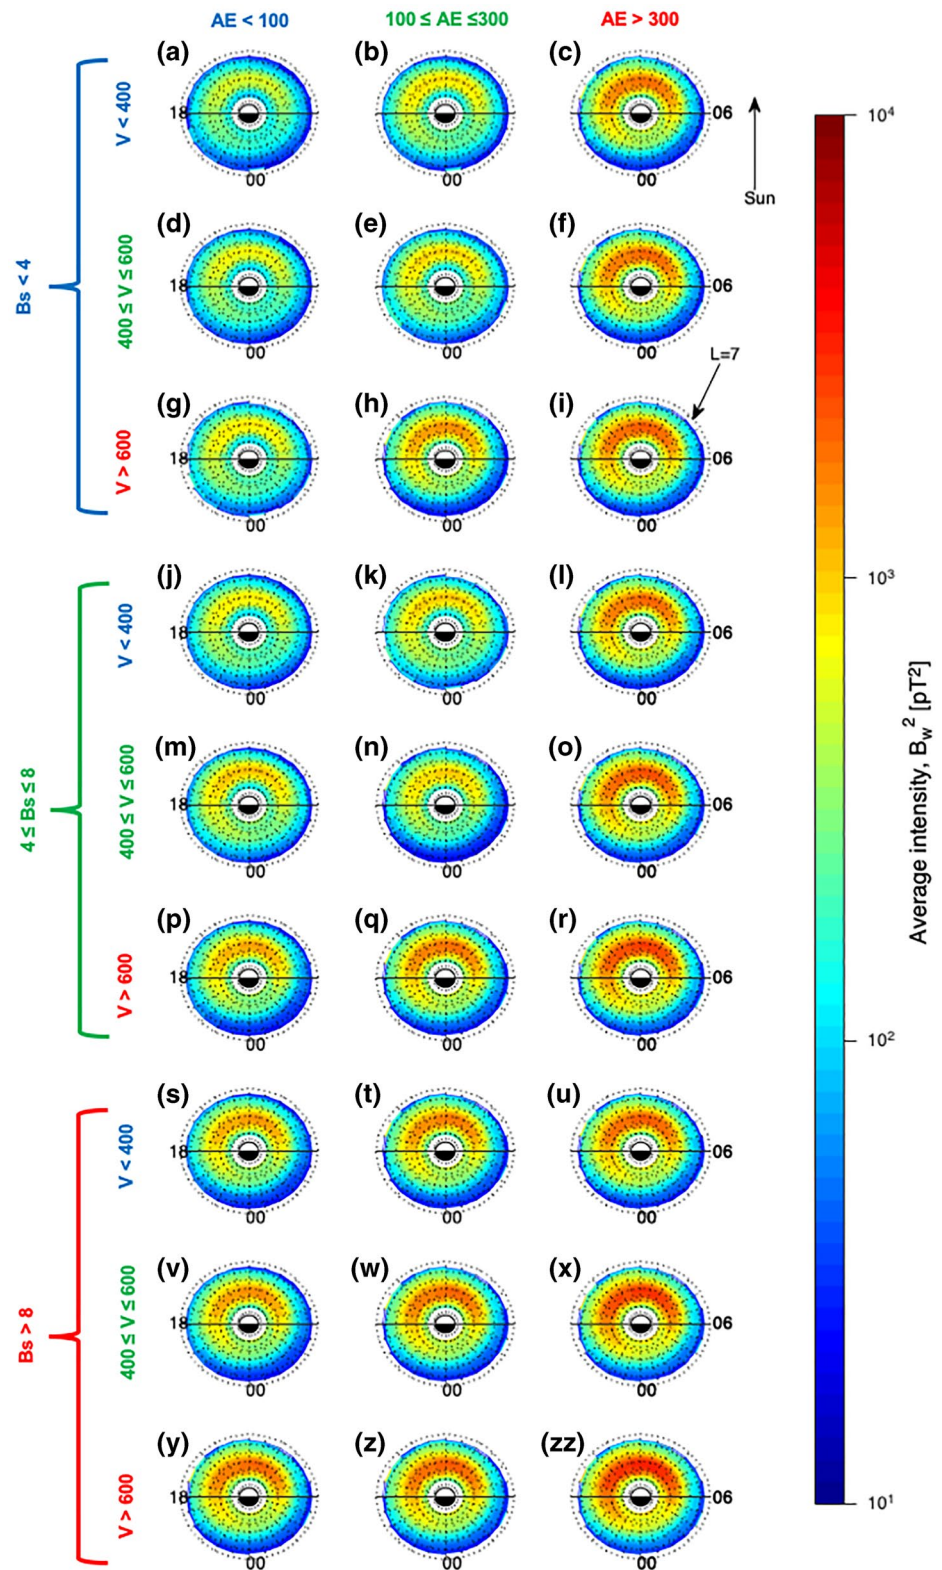 AE < 100 100 ≤ AE ≤300 AE > 300
(a) (b) (c)
V < 400
18 06
00 00 00
Sun
(d) (e) (f)
400 ≤ V ≤ 600
18 06
00 00 00
Bs < 4
L=7
(g) (h) (i)
V > 600
18 06
00 00 00
(j) (k) (l)
V < 400
18 06
00 00 00
(m) (n) (o)
400 ≤ V ≤ 600
18 06
00 00 00
4 ≤ Bs ≤ 8
(p) (q) (r)
V > 600
18 06
00 00 00
(s) (t) (u)
V < 400
18 06
00 00 00
(v) (w) (x)
400 ≤ V ≤ 600
18 06
00 00 00
Bs > 8
(y) (z) (zz)
V > 600
18 06
00 00 00
10⁴
10³
10²
10¹
Average intensity, B_w² [pT²]